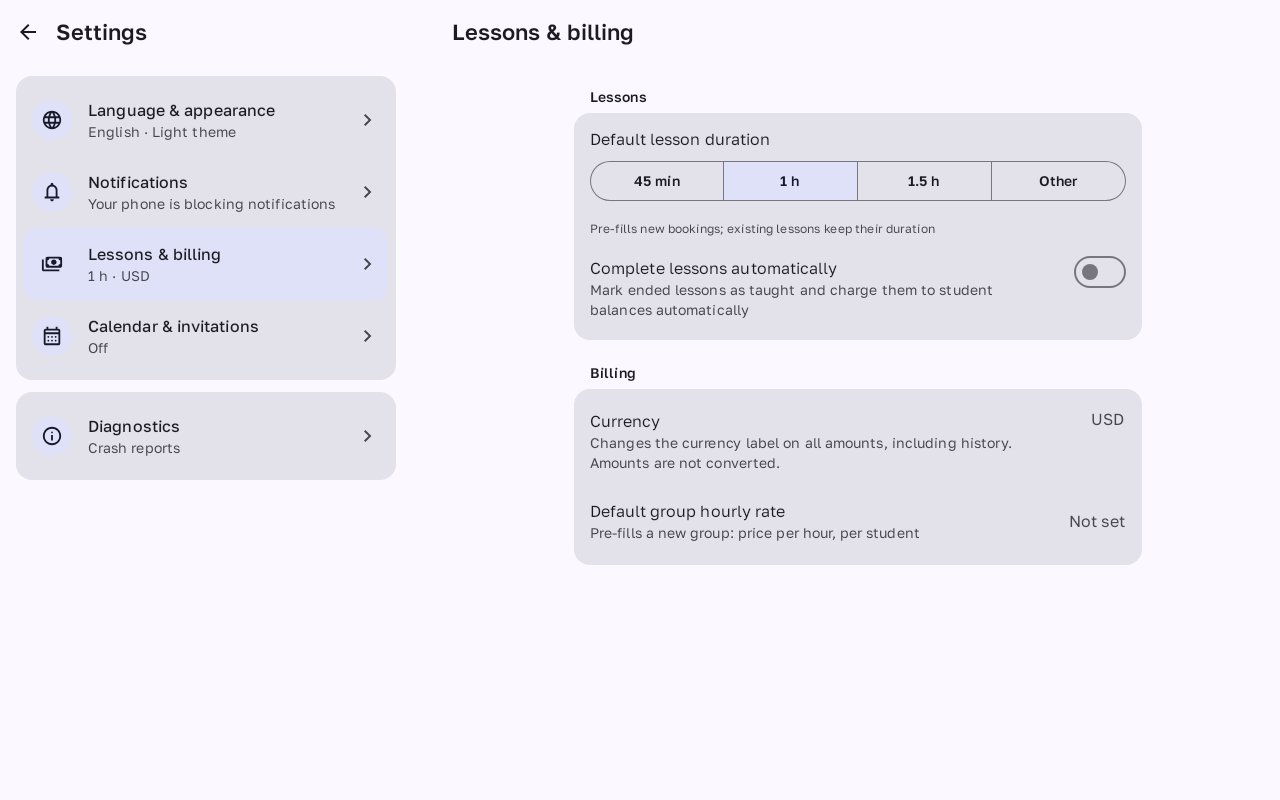 Settings
Language & appearance
English · Light theme
Notifications
Your phone is blocking notifications
Lessons & billing
1 h · USD
Calendar & invitations
Off
Diagnostics
Crash reports
Lessons & billing
Lessons
Default lesson duration
45 min
1 h
1.5 h
Other
Pre-fills new bookings; existing lessons keep their duration
Complete lessons automatically
Mark ended lessons as taught and charge them to student
balances automatically
Billing
Currency
USD
Changes the currency label on all amounts, including history.
Amounts are not converted.
Default group hourly rate
Pre-fills a new group: price per hour, per student
Not set